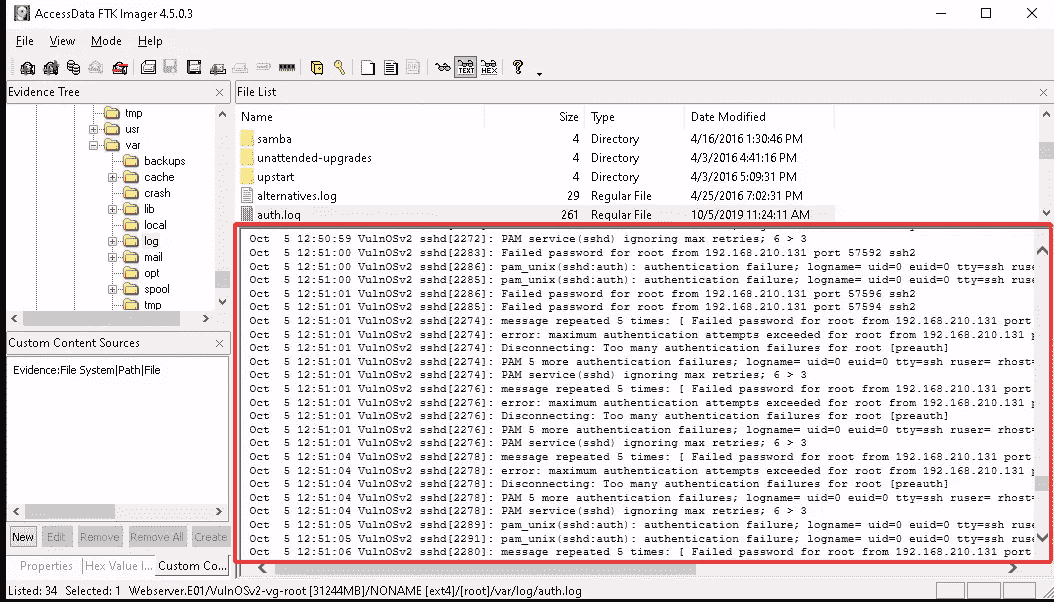 AccessData FTK Imager 4.5.0.3
File View Mode Help
Evidence Tree
tmp
usr
var
backups
cache
crash
lib
local
log
mail
opt
spool
tmp
Custom Content Sources
Evidence:File System|Path|File
New Edit Remove Remove All Create
Properties Hex Value I... Custom Co...
File List
Name Size Type Date Modified
samba 4 Directory 4/16/2016 1:30:46 PM
unattended-upgrades 4 Directory 4/3/2016 4:41:16 PM
upstart 4 Directory 4/3/2016 5:09:31 PM
alternatives.log 29 Regular File 4/25/2016 7:02:31 PM
auth.log 261 Regular File 10/5/2019 11:24:11 AM
Oct 5 12:50:59 VulnOSv2 sshd[2272]: PAM service(sshd) ignoring max retries; 6 > 3
Oct 5 12:51:00 VulnOSv2 sshd[2283]: Failed password for root from 192.168.210.131 port 57592 ssh2
Oct 5 12:51:00 VulnOSv2 sshd[2286]: pam_unix(sshd:auth): authentication failure; logname= uid=0 euid=0 tty=ssh ruse
Oct 5 12:51:00 VulnOSv2 sshd[2285]: pam_unix(sshd:auth): authentication failure; logname= uid=0 euid=0 tty=ssh ruse
Oct 5 12:51:01 VulnOSv2 sshd[2286]: Failed password for root from 192.168.210.131 port 57596 ssh2
Oct 5 12:51:01 VulnOSv2 sshd[2285]: Failed password for root from 192.168.210.131 port 57594 ssh2
Oct 5 12:51:01 VulnOSv2 sshd[2274]: message repeated 5 times: [ Failed password for root from 192.168.210.131 port
Oct 5 12:51:01 VulnOSv2 sshd[2274]: error: maximum authentication attempts exceeded for root from 192.168.210.131 p
Oct 5 12:51:01 VulnOSv2 sshd[2274]: Disconnecting: Too many authentication failures for root [preauth]
Oct 5 12:51:01 VulnOSv2 sshd[2274]: PAM 5 more authentication failures; logname= uid=0 euid=0 tty=ssh ruser= rhost=
Oct 5 12:51:01 VulnOSv2 sshd[2274]: PAM service(sshd) ignoring max retries; 6 > 3
Oct 5 12:51:01 VulnOSv2 sshd[2276]: message repeated 5 times: [ Failed password for root from 192.168.210.131 port
Oct 5 12:51:01 VulnOSv2 sshd[2276]: error: maximum authentication attempts exceeded for root from 192.168.210.131 p
Oct 5 12:51:01 VulnOSv2 sshd[2276]: Disconnecting: Too many authentication failures for root [preauth]
Oct 5 12:51:01 VulnOSv2 sshd[2276]: PAM 5 more authentication failures; logname= uid=0 euid=0 tty=ssh ruser= rhost=
Oct 5 12:51:01 VulnOSv2 sshd[2276]: PAM service(sshd) ignoring max retries; 6 > 3
Oct 5 12:51:04 VulnOSv2 sshd[2278]: message repeated 5 times: [ Failed password for root from 192.168.210.131 port
Oct 5 12:51:04 VulnOSv2 sshd[2278]: error: maximum authentication attempts exceeded for root from 192.168.210.131 p
Oct 5 12:51:04 VulnOSv2 sshd[2278]: Disconnecting: Too many authentication failures for root [preauth]
Oct 5 12:51:04 VulnOSv2 sshd[2278]: PAM 5 more authentication failures; logname= uid=0 euid=0 tty=ssh ruser= rhost=
Oct 5 12:51:04 VulnOSv2 sshd[2278]: PAM service(sshd) ignoring max retries; 6 > 3
Oct 5 12:51:05 VulnOSv2 sshd[2289]: pam_unix(sshd:auth): authentication failure; logname= uid=0 euid=0 tty=ssh ruse
Oct 5 12:51:05 VulnOSv2 sshd[2291]: pam_unix(sshd:auth): authentication failure; logname= uid=0 euid=0 tty=ssh ruse
Oct 5 12:51:06 VulnOSv2 sshd[2280]: message repeated 5 times: [ Failed password for root from 192.168.210.131 port
Listed: 34 Selected: 1 Webserver.E01/VulnOSv2-vg-root [31244MB]/NONAME [ext4]/[root]/var/log/auth.log